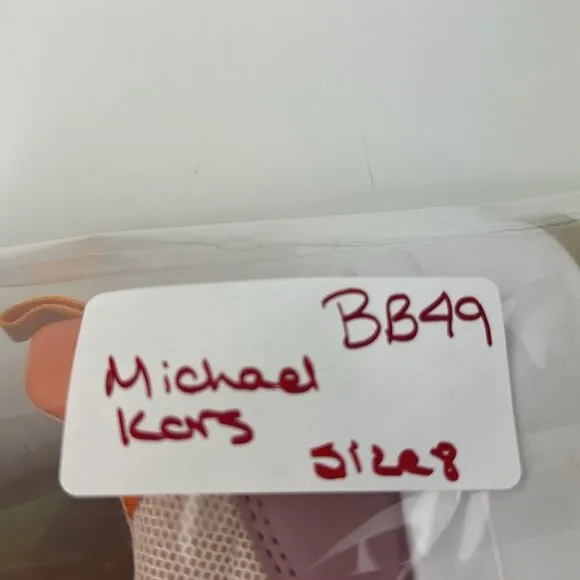 BB49
Michael
Kors
Size 8